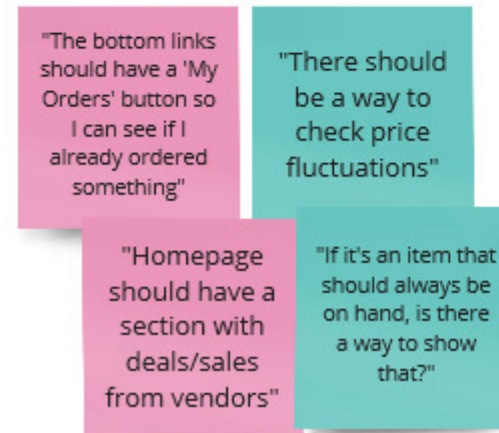 "The bottom links
should have a 'My
Orders' button so
I can see if I
already ordered
something"
"There should
be a way to
check price
fluctuations"
"Homepage
should have a
section with
deals/sales
from vendors"
"If it's an item that
should always be
on hand, is there
a way to show
that?"